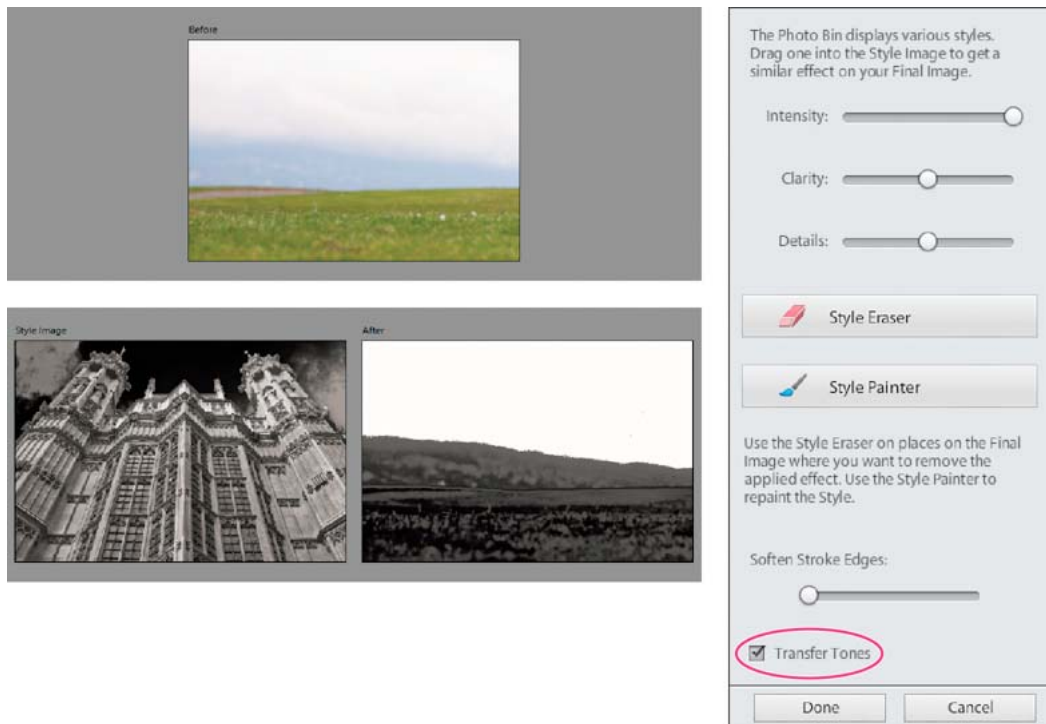 Before
Style Image
After
The Photo Bin displays various styles.
Drag one into the Style Image to get a
similar effect on your Final Image.
Intensity:
Clarity:
Details:
Style Eraser
Style Painter
Use the Style Eraser on places on the Final
Image where you want to remove the
applied effect. Use the Style Painter to
repaint the Style.
Soften Stroke Edges:
Transfer Tones
Done
Cancel